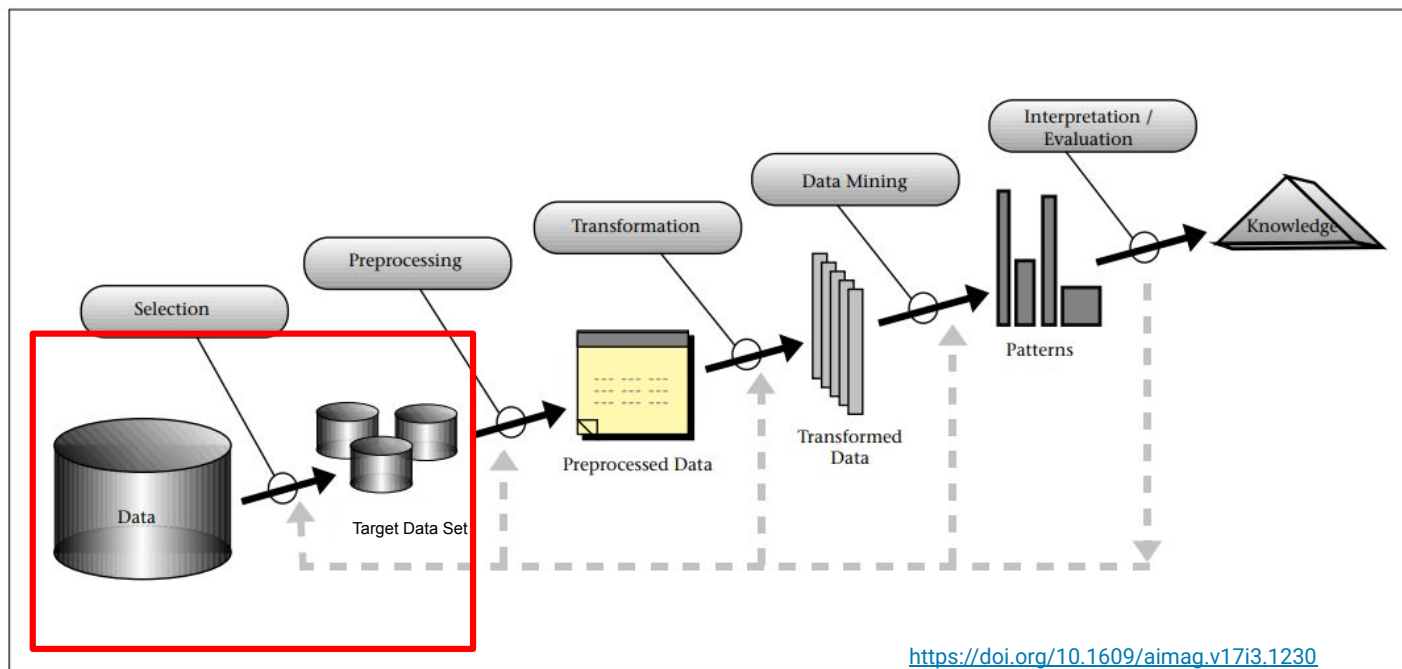 Interpretation /
Evaluation
Data Mining
Transformation
Preprocessing
Selection
Knowledge
Patterns
Transformed
Data
Preprocessed Data
Target Data Set
Data
https://doi.org/10.1609/aimag.v17i3.1230